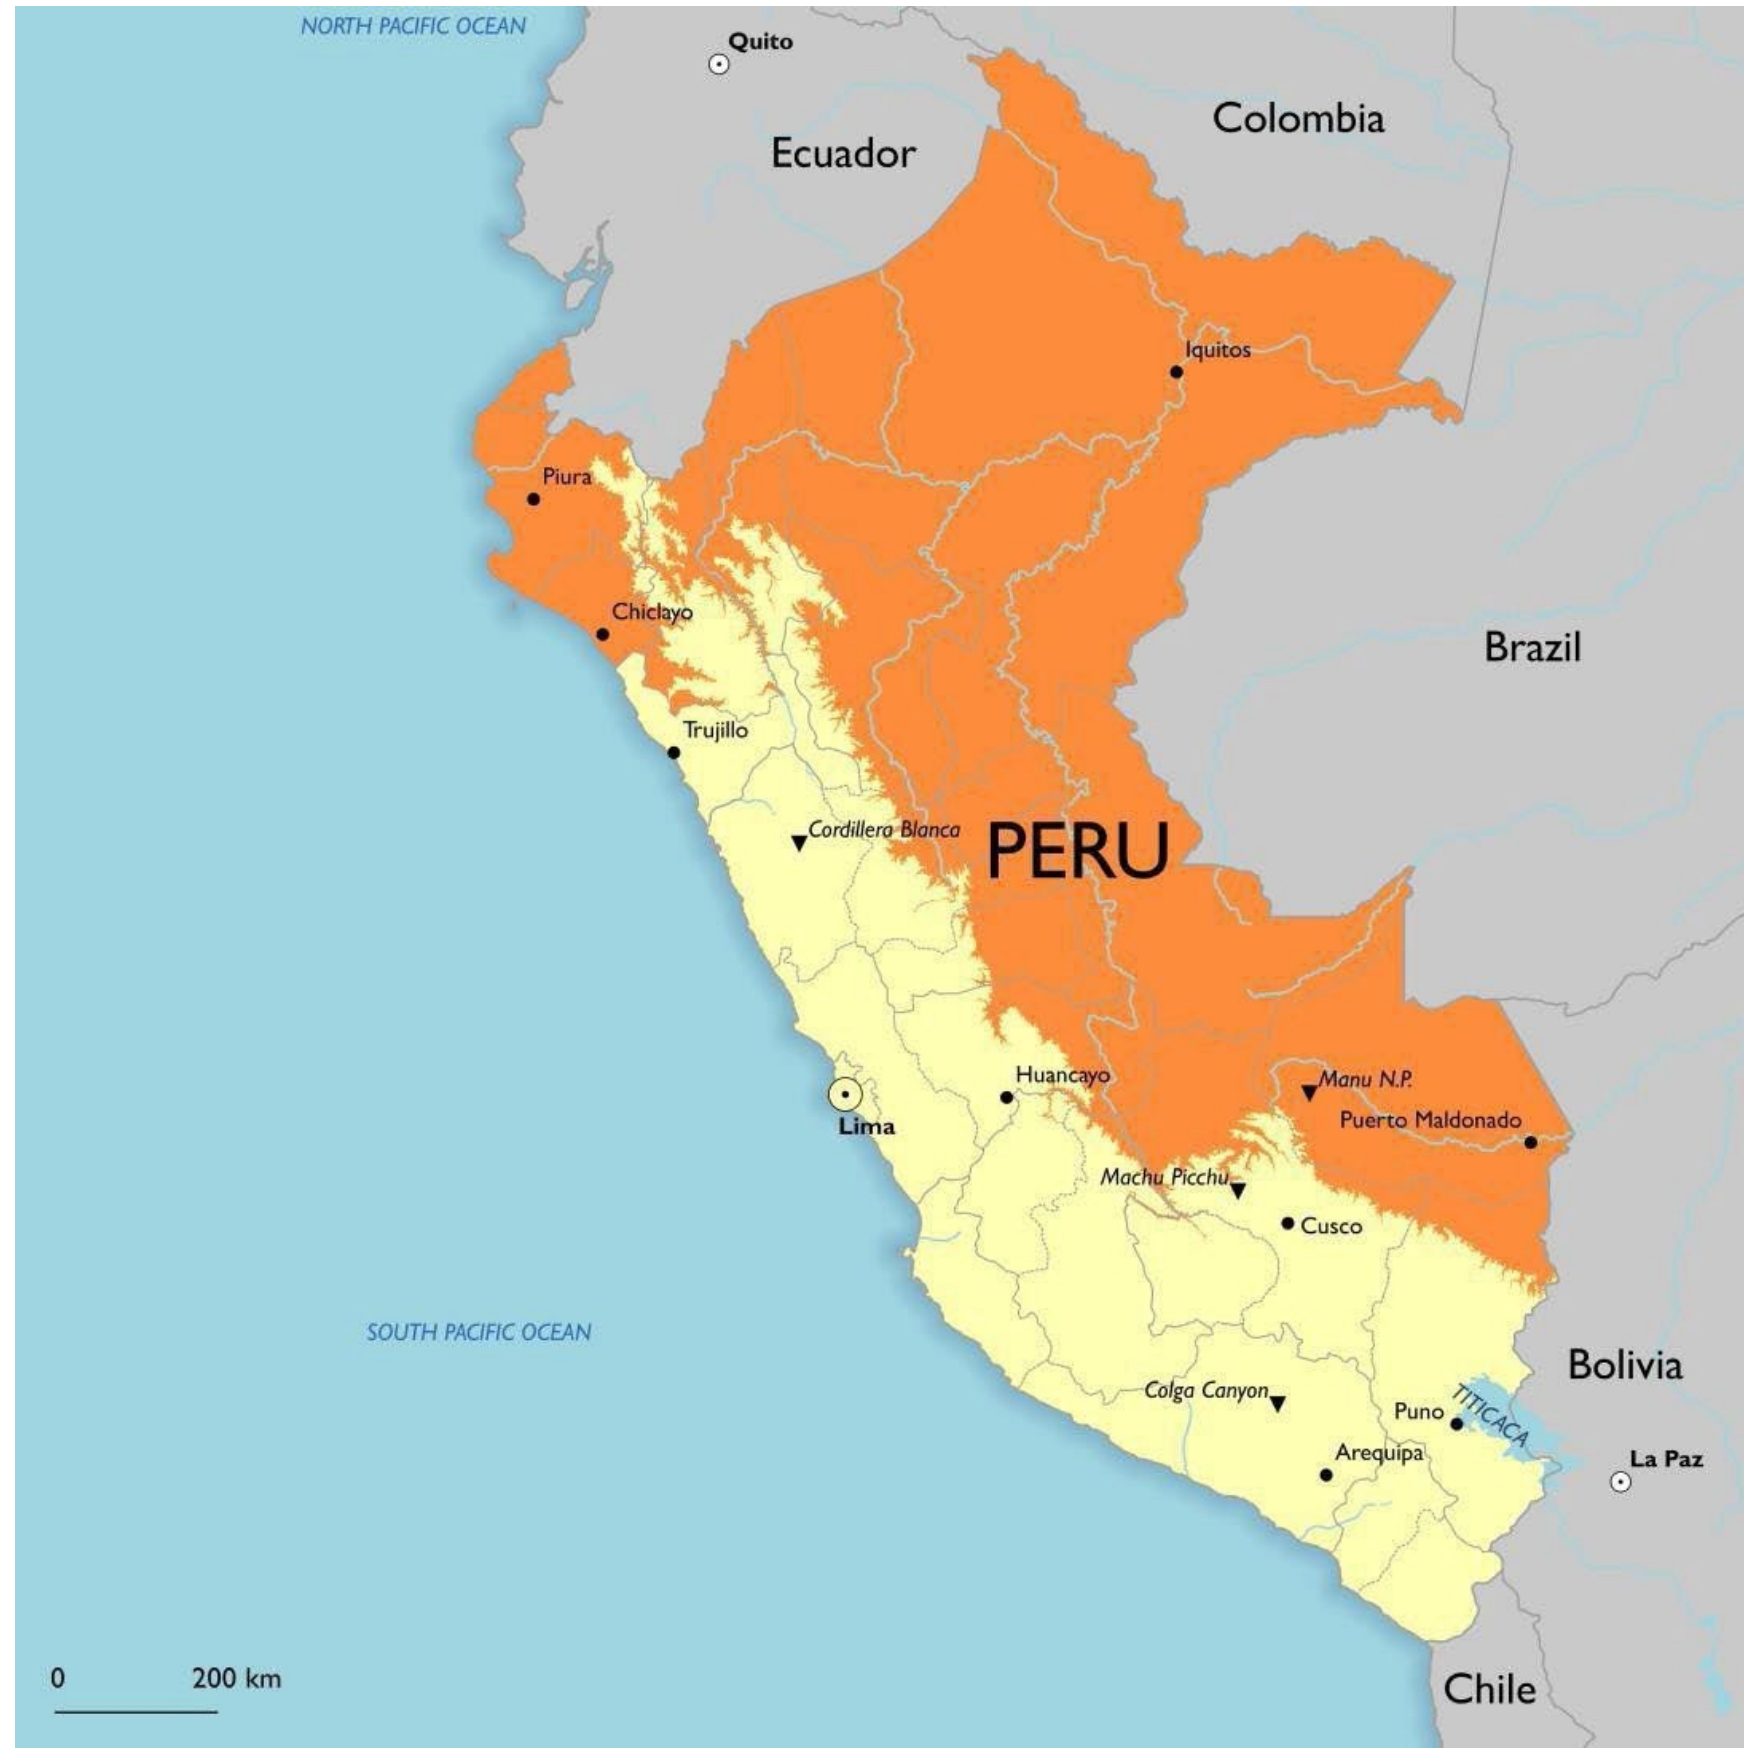 NORTH PACIFIC OCEAN
Quito
Colombia
Ecuador
Iquitos
Piura
Chiclayo
Brazil
Trujillo
Cordillera Blanca
PERU
Huancayo
Manu N.P.
Lima
Puerto Maldonado
Machu Picchu
Cusco
SOUTH PACIFIC OCEAN
Bolivia
Colga Canyon
Puno
TITICACA
Arequipa
La Paz
0 200 km
Chile